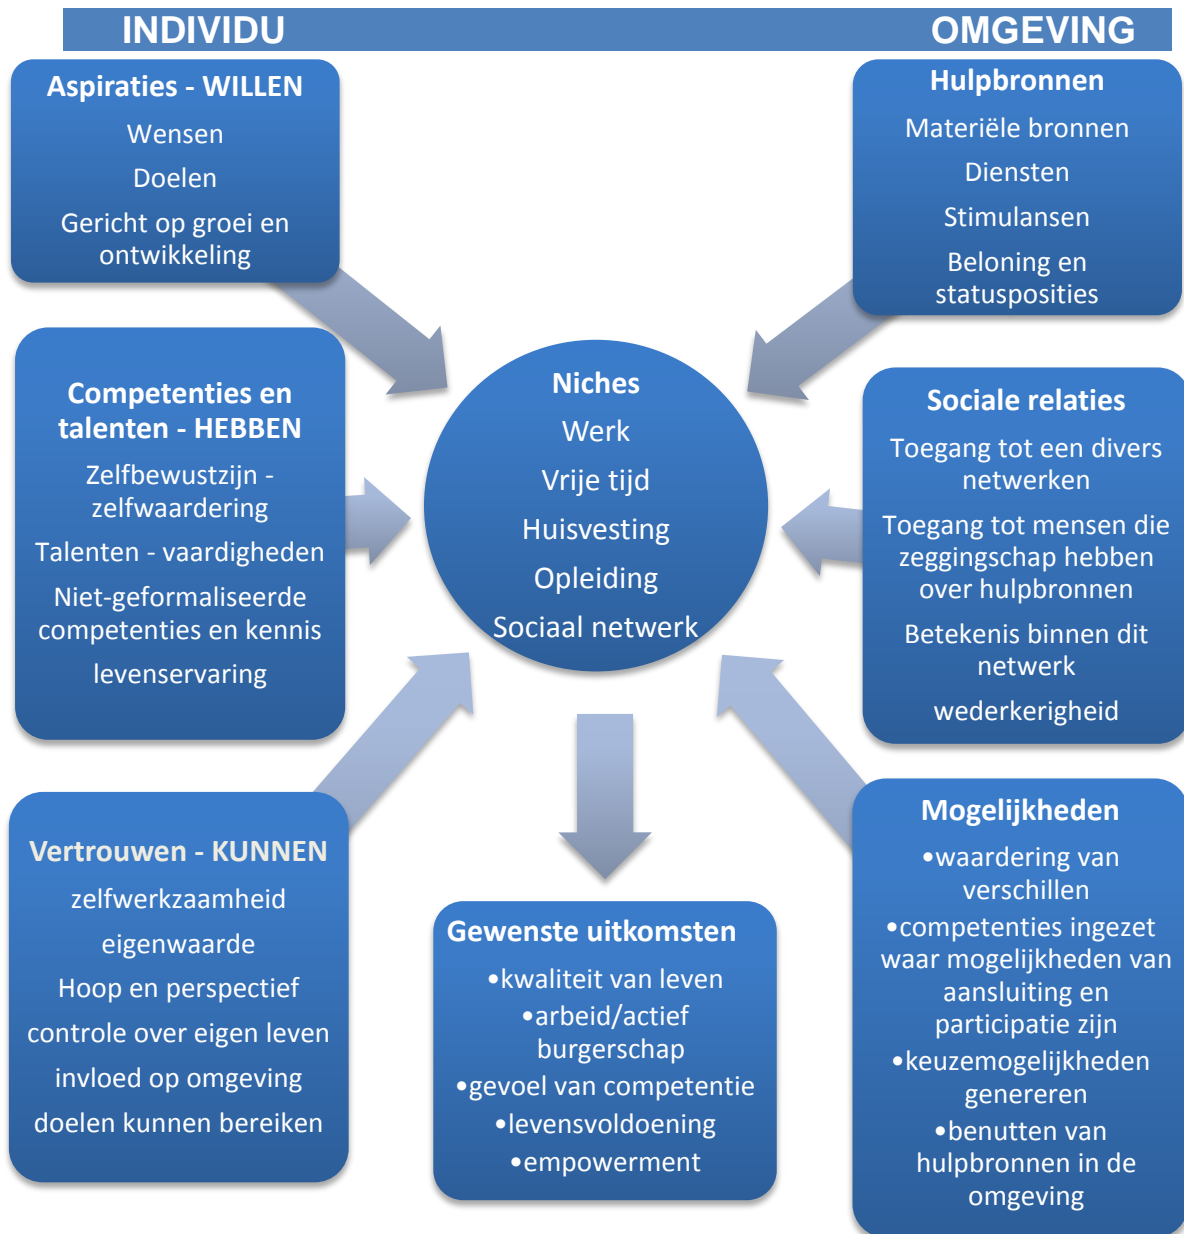 INDIVIDU
OMGEVING
Aspiraties - WILLEN
Wensen
Doelen
Gericht op groei en
ontwikkeling
Competenties en
talenten - HEBBEN
Zelfbewustzijn -
zelfwaardering
Talenten - vaardigheden
Niet-geformaliseerde
competenties en kennis
levenservaring
Vertrouwen - KUNNEN
zelfwerkzaamheid
eigenwaarde
Hoop en perspectief
controle over eigen leven
invloed op omgeving
doelen kunnen bereiken
Niches
Werk
Vrije tijd
Huisvesting
Opleiding
Sociaal netwerk
Gewenste uitkomsten
•kwaliteit van leven
•arbeid/actief
burgerschap
•gevoel van competentie
•levensvoldoening
•empowerment
Hulpbronnen
Materiële bronnen
Diensten
Stimulansen
Beloning en
statusposities
Sociale relaties
Toegang tot een divers
netwerken
Toegang tot mensen die
zeggingschap hebben
over hulpbronnen
Betekenis binnen dit
netwerk
wederkerigheid
Mogelijkheden
•waardering van
verschillen
•competenties ingezet
waar mogelijkheden van
aansluiting en
participatie zijn
•keuzemogelijkheden
genereren
•benutten van
hulpbronnen in de
omgeving